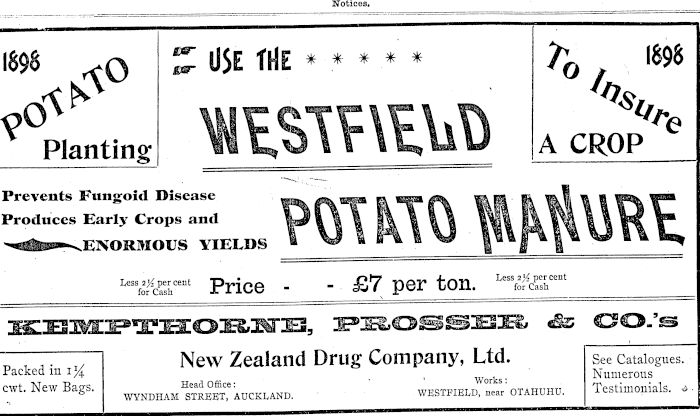 Notices.
1898
POTATO
Planting
USE THE * * * * *
WESTFIELD
1898
To Insure
A CROP
Prevents Fungoid Disease
Produces Early Crops and
ENORMOUS YIELDS
POTATO MANURE
Less 2½ per cent
for Cash
Price - - £7 per ton.
Less 2½ per cent
for Cash
KEMPTHORNE, PROSSER & CO.'s
New Zealand Drug Company, Ltd.
Packed in 1¼
cwt. New Bags.
Head Office:
WYNDHAM STREET, AUCKLAND.
Works:
WESTFIELD, near OTAHUHU.
See Catalogues.
Numerous
Testimonials.